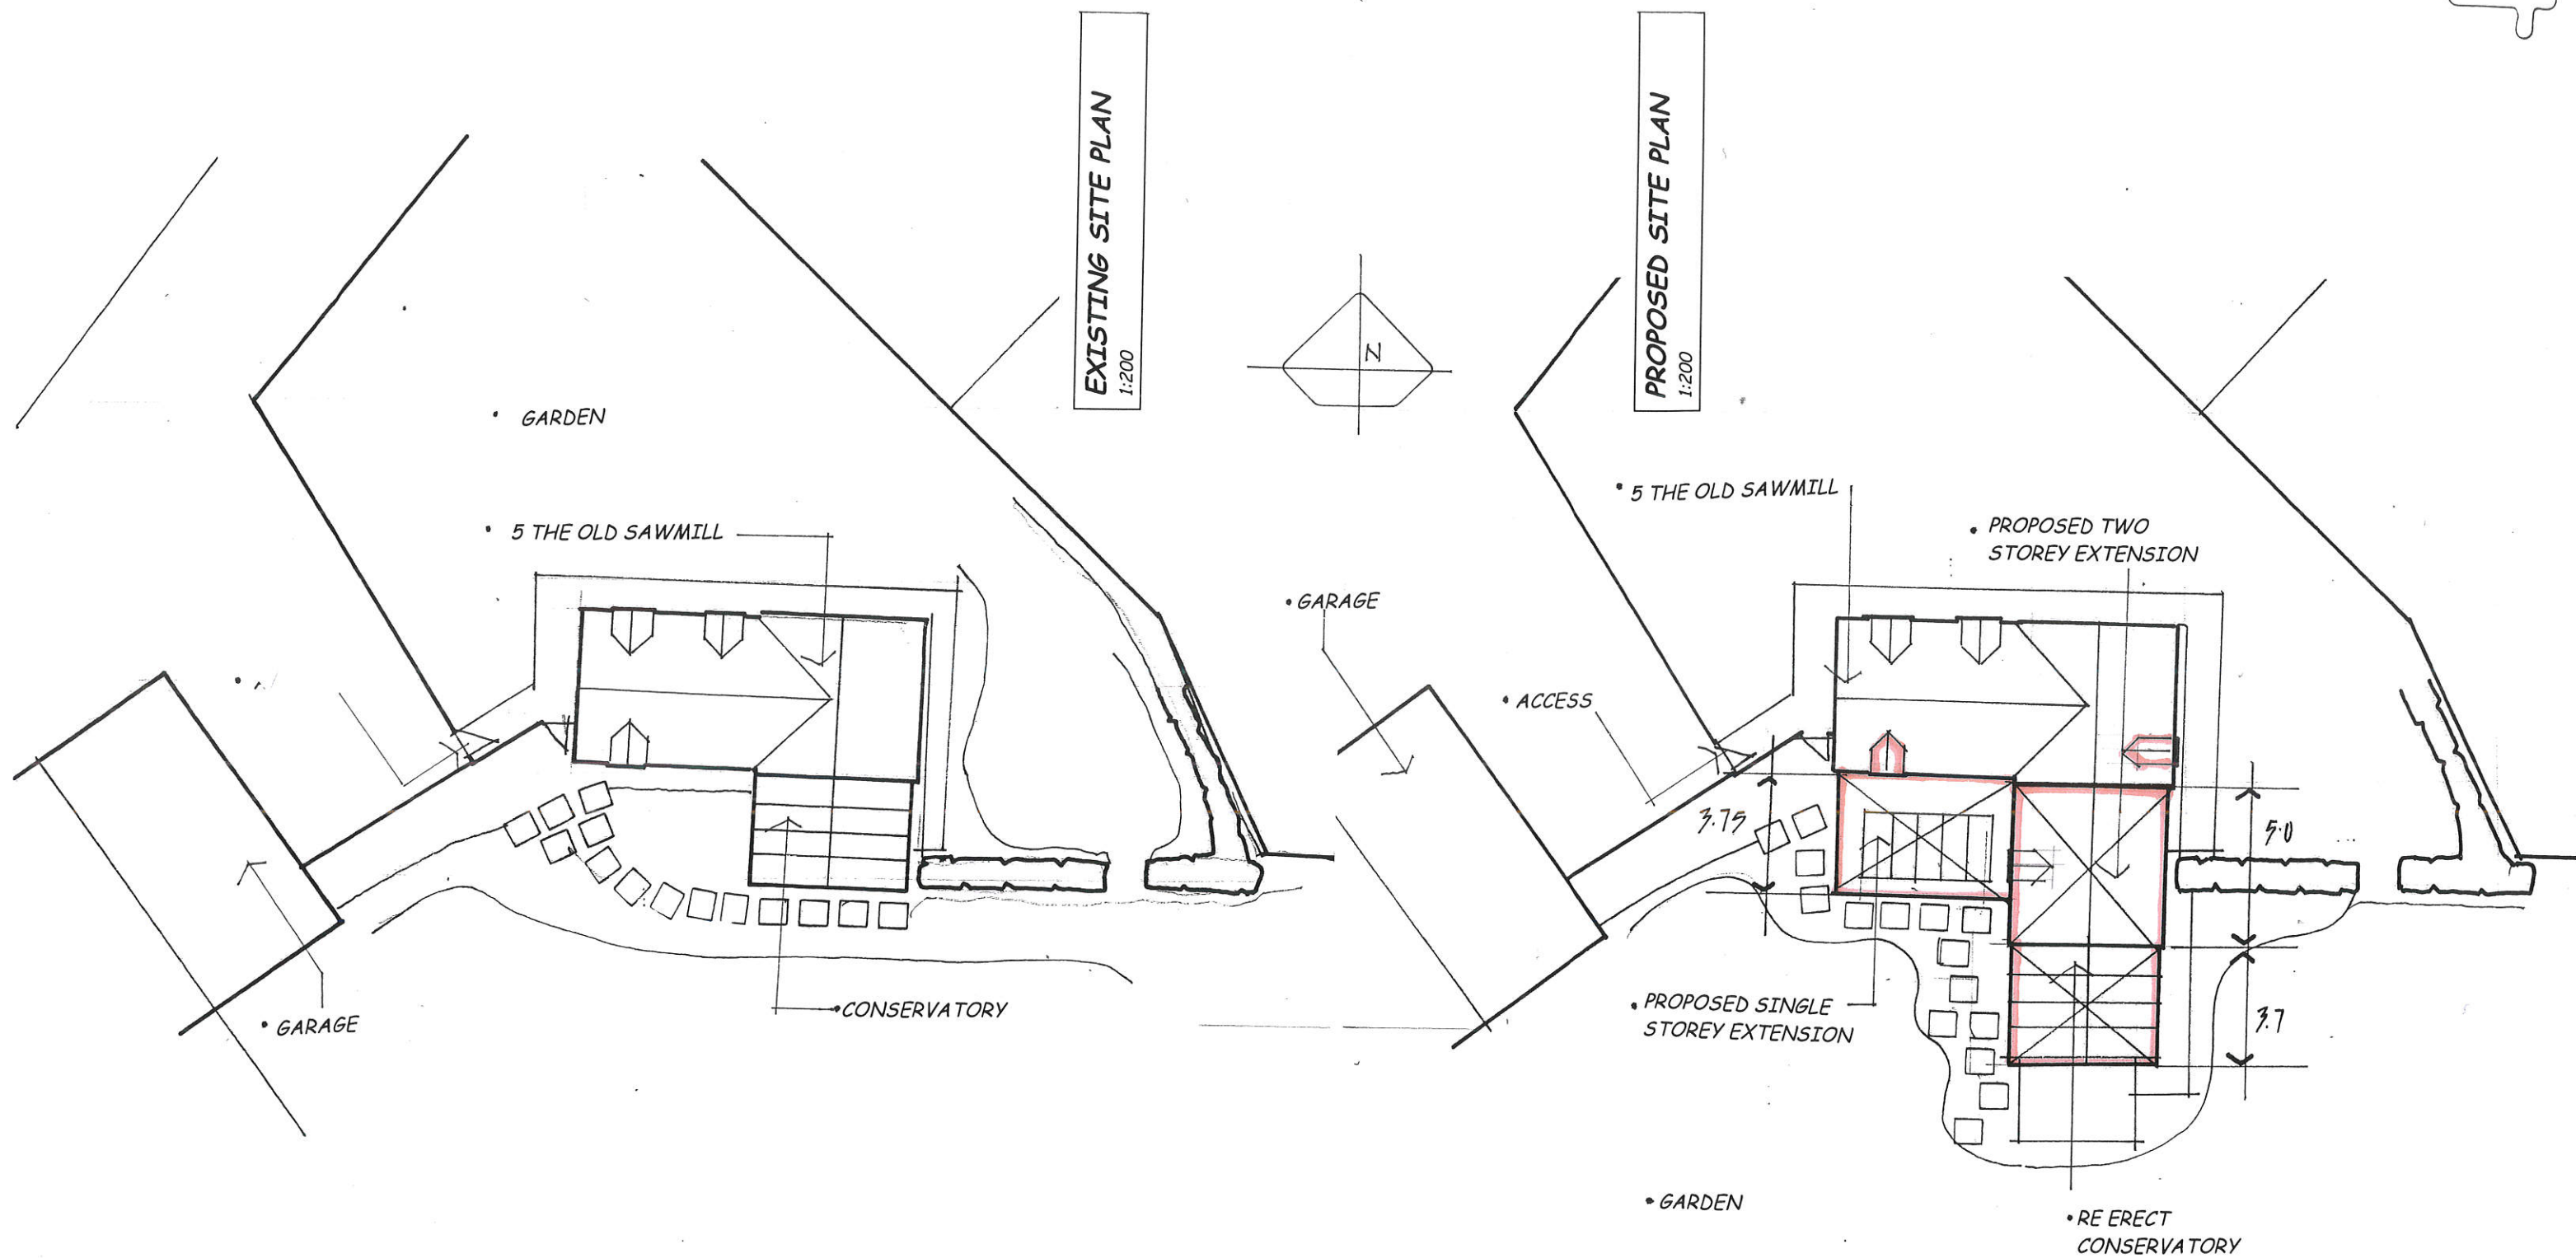 EXISTING SITE PLAN
1:200
GARDEN
5 THE OLD SAWMILL
GARAGE
CONSERVATORY
N
PROPOSED SITE PLAN
1:200
5 THE OLD SAWMILL
PROPOSED TWO
STOREY EXTENSION
GARAGE
ACCESS
3.75
5.0
3.7
PROPOSED SINGLE
STOREY EXTENSION
GARDEN
RE ERECT
CONSERVATORY